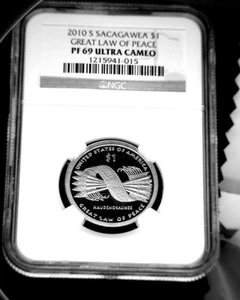 2010 S SACAGAWEA $1
GREAT LAW OF PEACE
PF 69 ULTRA CAMEO
1215941-015
NGC
UNITED STATES OF AMERICA
$1
HAUDENOSAUNEE
GREAT LAW OF PEACE